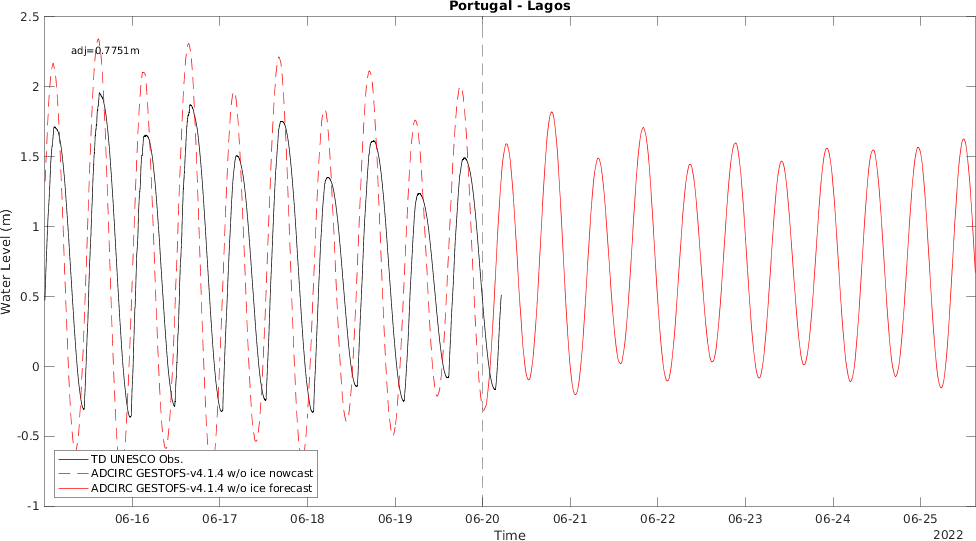 Portugal - Lagos
adj=0.7751m
2.5
2
1.5
1
0.5
0
-0.5
-1
Water Level (m)
TD UNESCO Obs.
ADCIRC GESTOFS-v4.1.4 w/o ice nowcast
ADCIRC GESTOFS-v4.1.4 w/o ice forecast
06-16 06-17 06-18 06-19 06-20 06-21 06-22 06-23 06-24 06-25
Time
2022